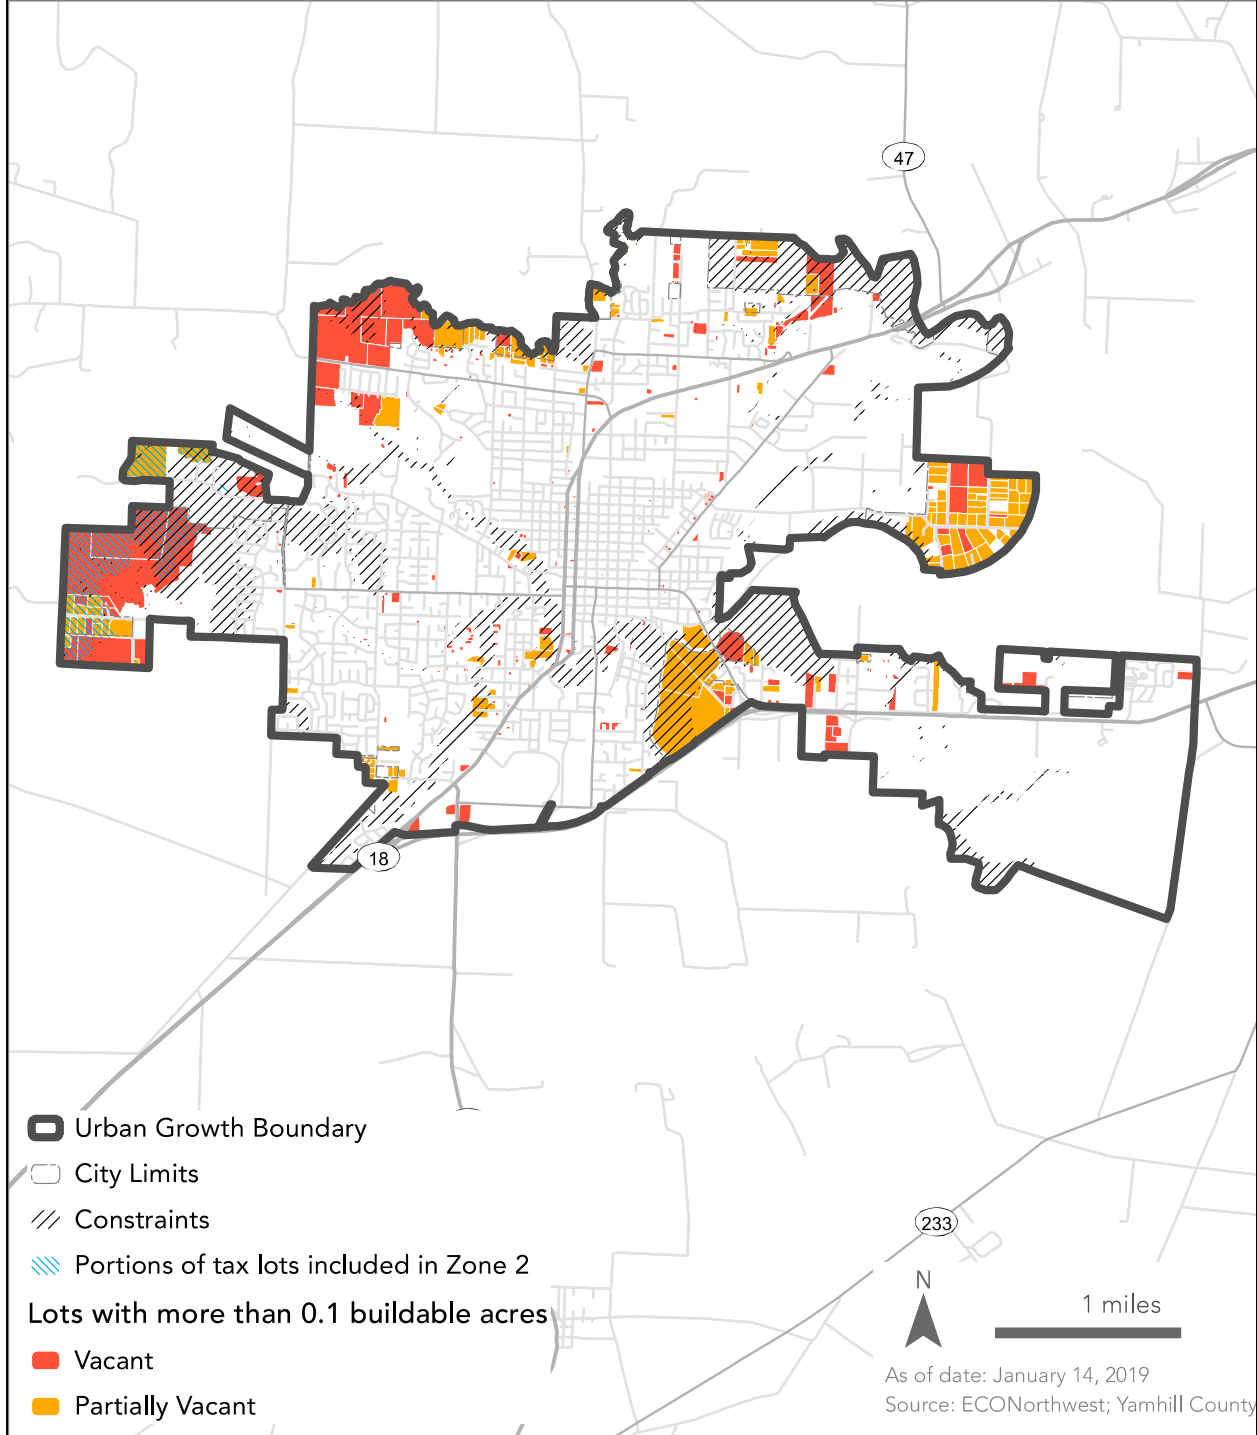 47
18
Urban Growth Boundary
City Limits
Constraints
Portions of tax lots included in Zone 2
Lots with more than 0.1 buildable acres
Vacant
Partially Vacant
233
N
1 miles
As of date: January 14, 2019
Source: ECONorthwest; Yamhill County